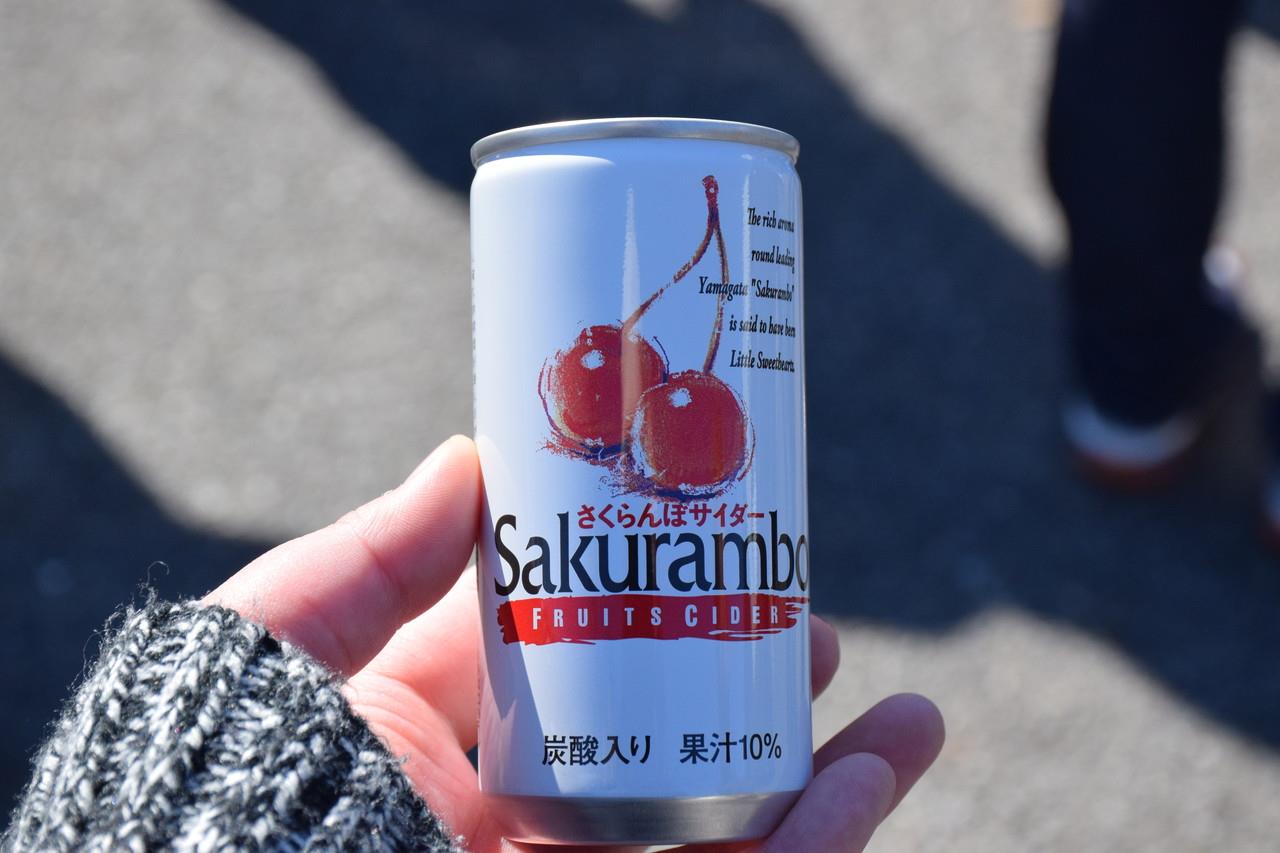 The rich aroma
round leading
Yamagata "Sakurambo"
is said to have been
Little Sweethearts.
さくらんぼサイダー
Sakurambo
FRUITS CIDER
炭酸入り 果汁10%